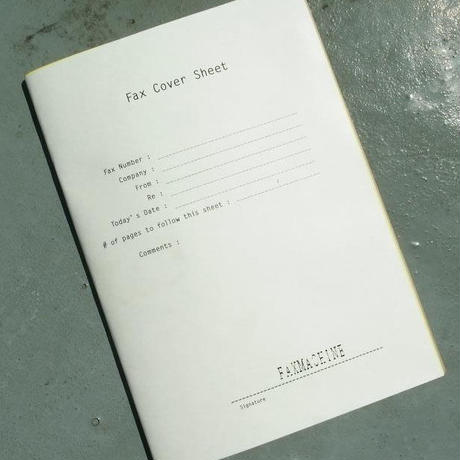 Fax Cover Sheet
Fax Number :
Company :
From :
Re :
Today's Date :
# of pages to follow this sheet :
Comments :
FAXMACHINE
Signature